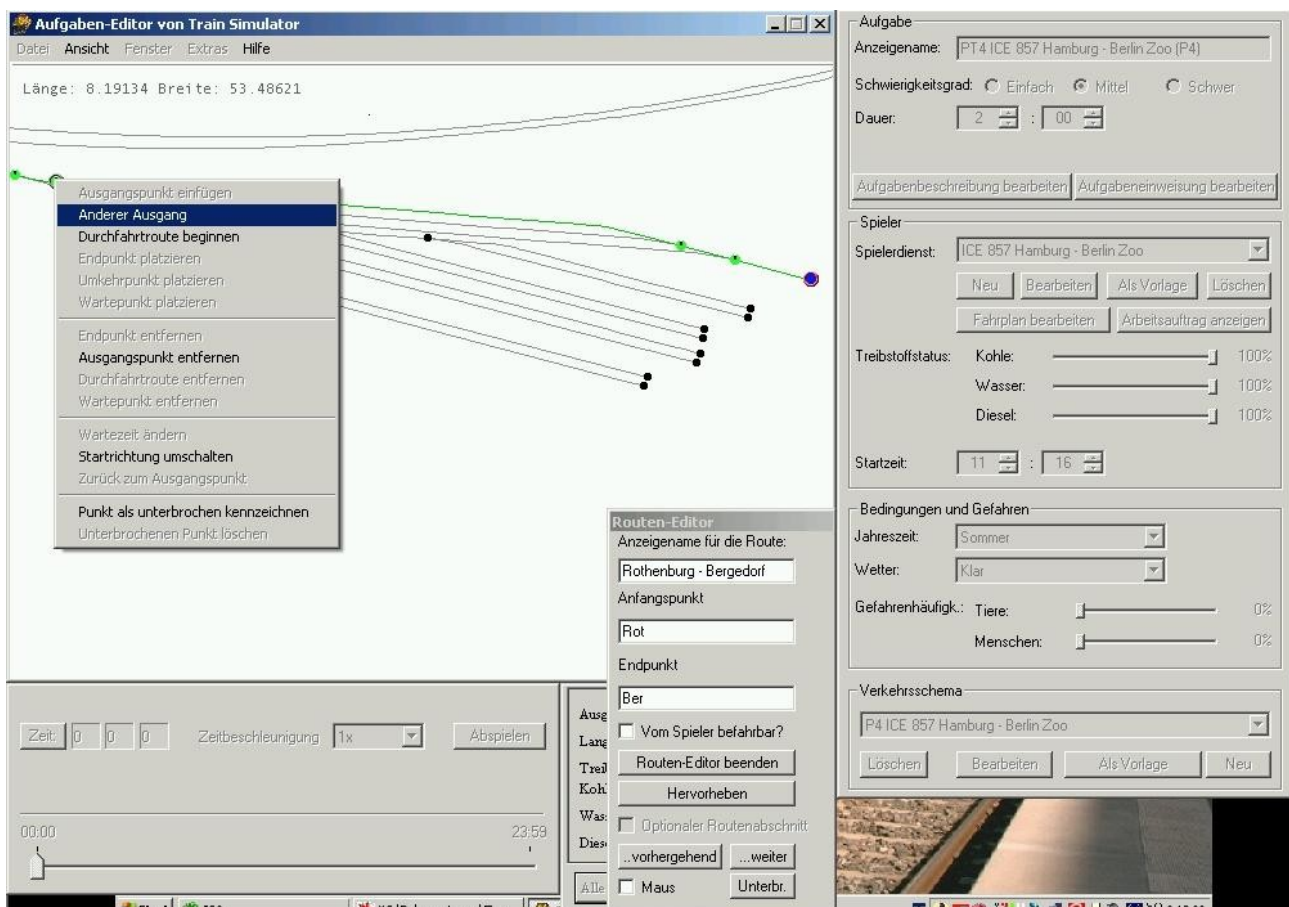 Aufgaben-Editor von Train Simulator
Datei Ansicht Fenster Extras Hilfe
Länge: 8.19134 Breite: 53.48621
Ausgangspunkt einfügen
Anderer Ausgang
Durchfahrtroute beginnen
Endpunkt platzieren
Umkehrpunkt platzieren
Wartepunkt platzieren
Endpunkt entfernen
Ausgangspunkt entfernen
Durchfahrtroute entfernen
Wartepunkt entfernen
Wartezeit ändern
Startrichtung umschalten
Zurück zum Ausgangspunkt
Punkt als unterbrochen kennzeichnen
Unterbrochenen Punkt löschen
Zeit 0 0 0 Zeitbeschleunigung 1x Abspielen
00:00 23:59
Ausg
Lang
Treib
Kohl
Wass
Dies
Alle
Routen-Editor
Anzeigename für die Route:
Rothenburg - Bergedorf
Anfangspunkt
Rot
Endpunkt
Ber
Vom Spieler befahrbar?
Routen-Editor beenden
Hervorheben
Optionaler Routenabschnitt
..vorhergehend ...weiter
Maus Unterbr.
Aufgabe
Anzeigename: PT4 ICE 857 Hamburg - Berlin Zoo (P4)
Schwierigkeitsgrad: Einfach Mittel Schwer
Dauer: 2 : 00
Aufgabenbeschreibung bearbeiten Aufgabeneinweisung bearbeiten
Spieler
Spielerdienst: ICE 857 Hamburg - Berlin Zoo
Neu Bearbeiten Als Vorlage Löschen
Fahrplan bearbeiten Arbeitsauftrag anzeigen
Treibstoffstatus: Kohle: 100%
Wasser: 100%
Diesel: 100%
Startzeit: 11 : 16
Bedingungen und Gefahren
Jahreszeit: Sommer
Wetter: Klar
Gefahrenhäufigk.: Tiere: 0%
Menschen: 0%
Verkehrsschema
P4 ICE 857 Hamburg - Berlin Zoo
Löschen Bearbeiten Als Vorlage Neu